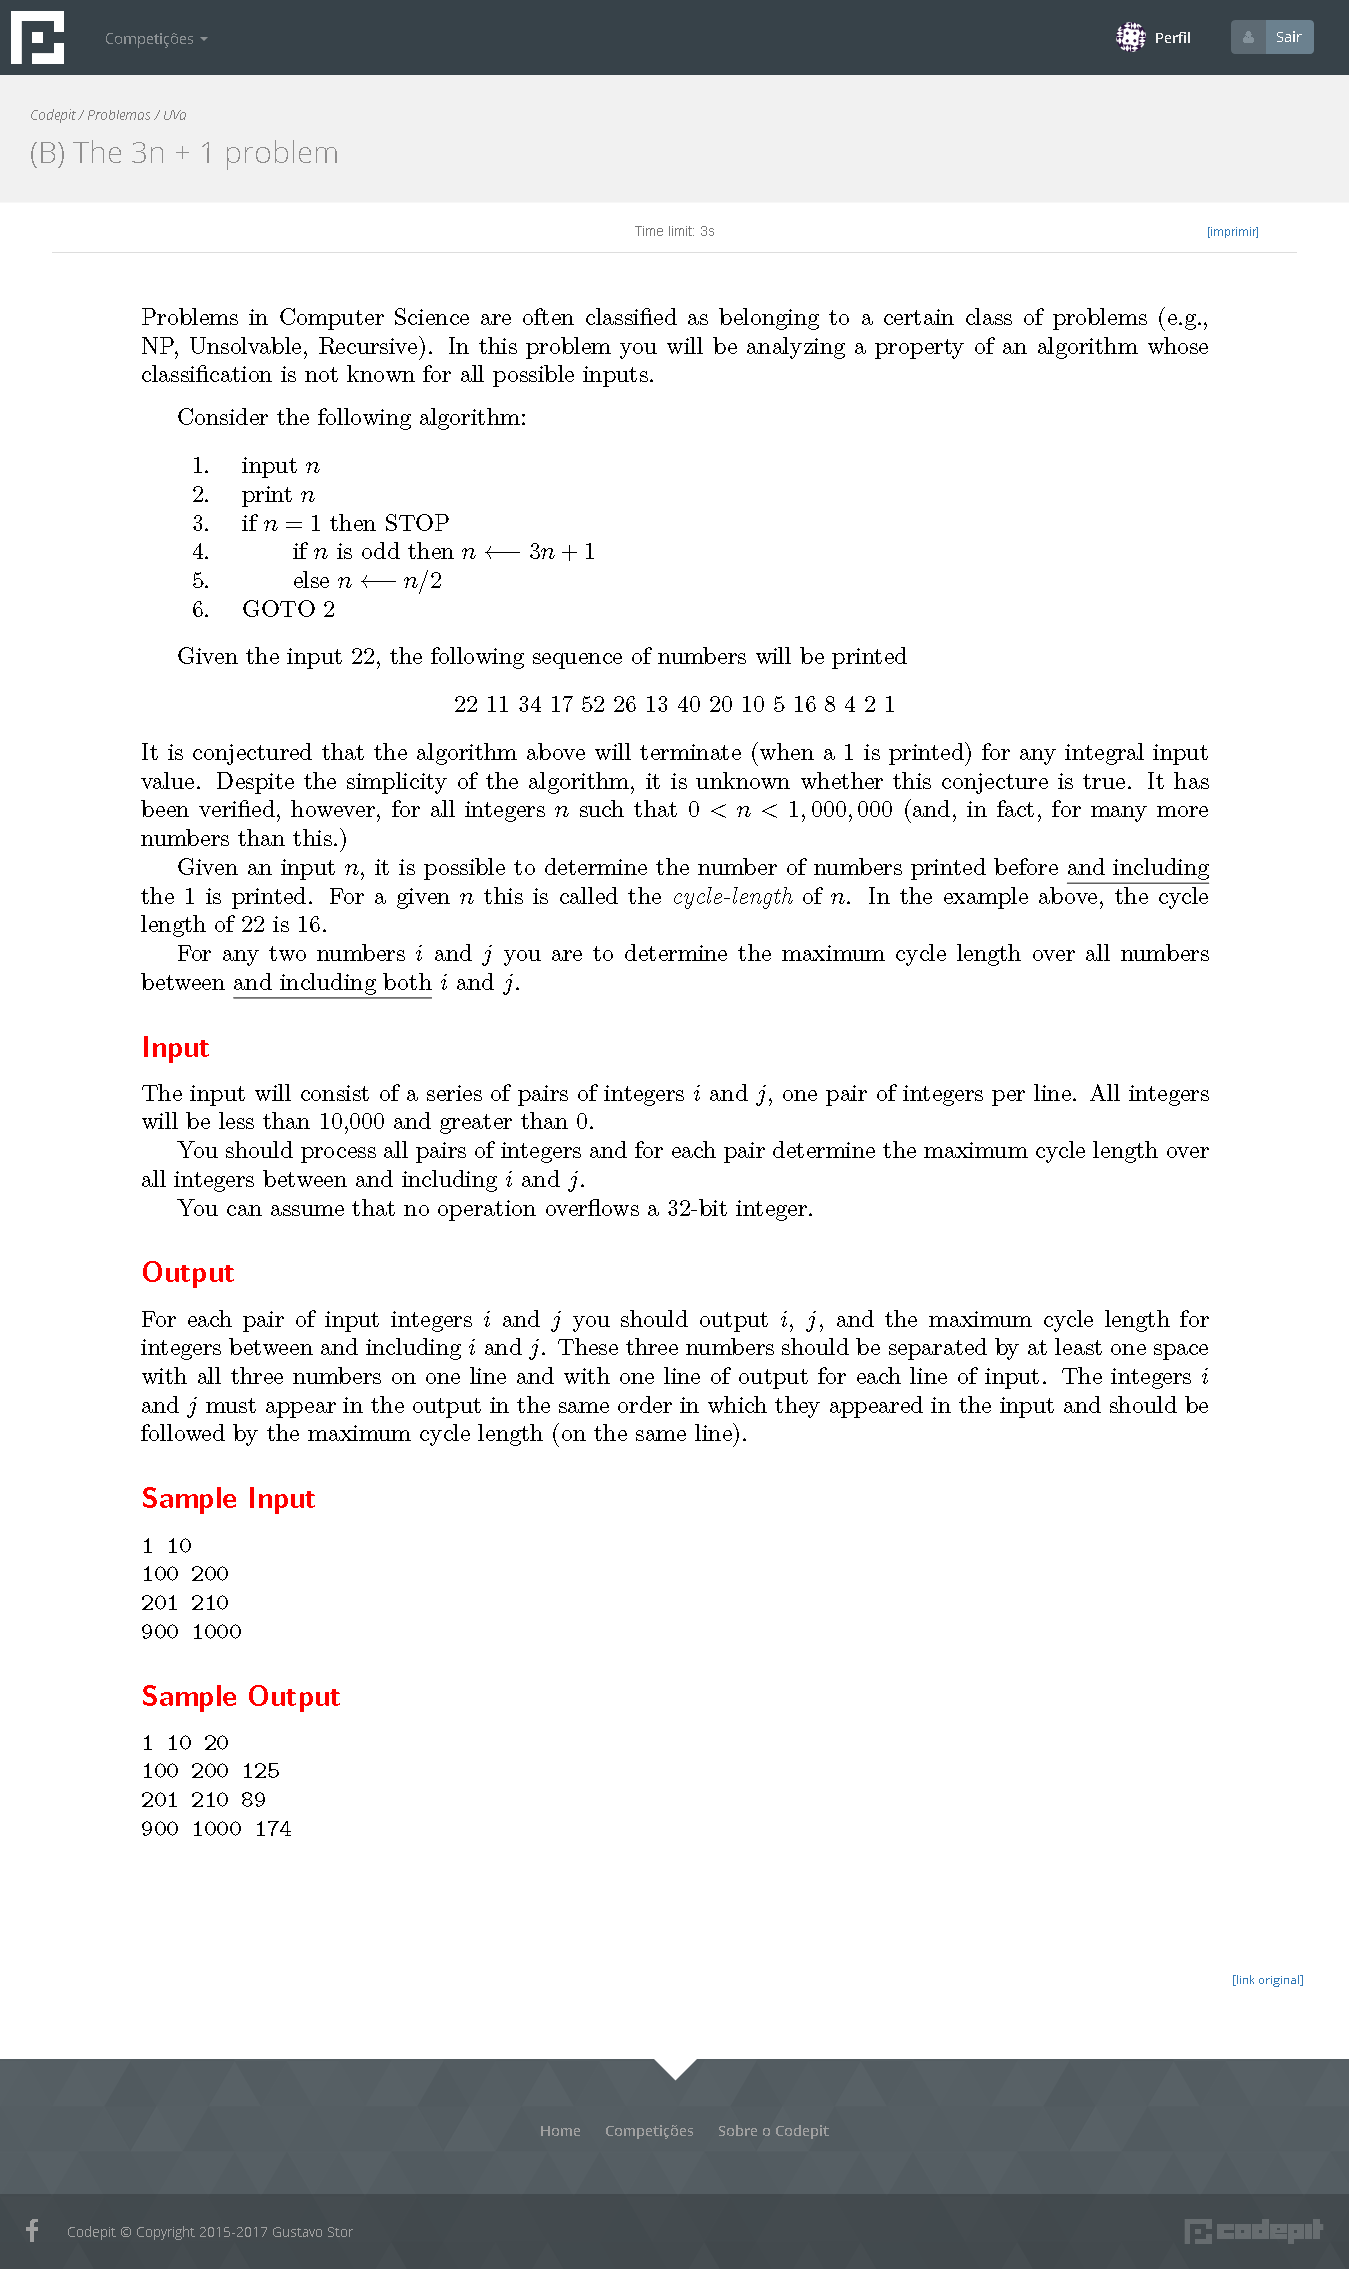 Competições
Perfil
Sair
Codepit / Problemas / UVa
(B) The 3n + 1 problem
Time limit: 3s
[imprimir]
Problems in Computer Science are often classified as belonging to a certain class of problems (e.g.,
NP, Unsolvable, Recursive). In this problem you will be analyzing a property of an algorithm whose
classification is not known for all possible inputs.
Consider the following algorithm:
1. input n
2. print n
3. if n = 1 then STOP
4. if n is odd then n ⟵ 3n + 1
5. else n ⟵ n/2
6. GOTO 2
Given the input 22, the following sequence of numbers will be printed
22 11 34 17 52 26 13 40 20 10 5 16 8 4 2 1
It is conjectured that the algorithm above will terminate (when a 1 is printed) for any integral input
value. Despite the simplicity of the algorithm, it is unknown whether this conjecture is true. It has
been verified, however, for all integers n such that 0 < n < 1,000,000 (and, in fact, for many more
numbers than this.)
Given an input n, it is possible to determine the number of numbers printed before and including
the 1 is printed. For a given n this is called the cycle-length of n. In the example above, the cycle
length of 22 is 16.
For any two numbers i and j you are to determine the maximum cycle length over all numbers
between and including both i and j.
Input
The input will consist of a series of pairs of integers i and j, one pair of integers per line. All integers
will be less than 10,000 and greater than 0.
You should process all pairs of integers and for each pair determine the maximum cycle length over
all integers between and including i and j.
You can assume that no operation overflows a 32-bit integer.
Output
For each pair of input integers i and j you should output i, j, and the maximum cycle length for
integers between and including i and j. These three numbers should be separated by at least one space
with all three numbers on one line and with one line of output for each line of input. The integers i
and j must appear in the output in the same order in which they appeared in the input and should be
followed by the maximum cycle length (on the same line).
Sample Input
1 10
100 200
201 210
900 1000
Sample Output
1 10 20
100 200 125
201 210 89
900 1000 174
[link original]
Home Competições Sobre o Codepit
Codepit © Copyright 2015-2017 Gustavo Stor
codepit